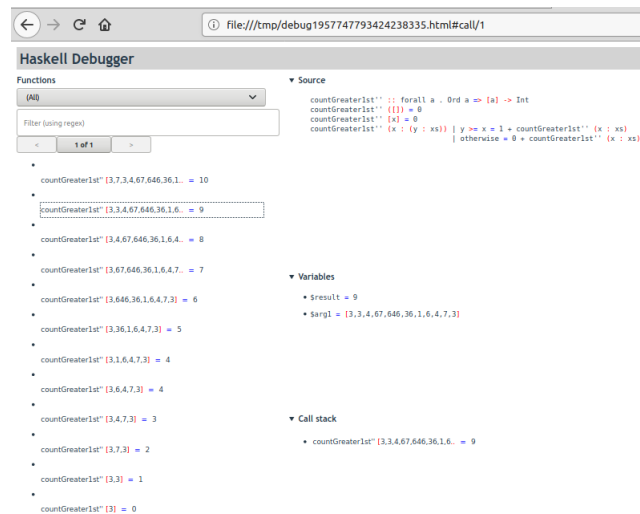 file:///tmp/debug1957747793424238335.html#call/1
Haskell Debugger
Functions
(All)
Filter (using regex)
< 1 of 1 >
countGreater1st'' [3,7,3,4,67,646,36,1.. = 10
countGreater1st'' [3,3,4,67,646,36,1,6.. = 9
countGreater1st'' [3,4,67,646,36,1,6,4.. = 8
countGreater1st'' [3,67,646,36,1,6,4,7.. = 7
countGreater1st'' [3,646,36,1,6,4,7,3] = 6
countGreater1st'' [3,36,1,6,4,7,3] = 5
countGreater1st'' [3,1,6,4,7,3] = 4
countGreater1st'' [3,6,4,7,3] = 4
countGreater1st'' [3,4,7,3] = 3
countGreater1st'' [3,7,3] = 2
countGreater1st'' [3,3] = 1
countGreater1st'' [3] = 0
▼ Source
countGreater1st'' :: forall a . Ord a => [a] -> Int
countGreater1st'' ([]) = 0
countGreater1st'' [x] = 0
countGreater1st'' (x : (y : xs)) | y >= x = 1 + countGreater1st'' (x : xs)
| otherwise = 0 + countGreater1st'' (x : xs)
▼ Variables
• $result = 9
• $arg1 = [3,3,4,67,646,36,1,6,4,7,3]
▼ Call stack
• countGreater1st'' [3,3,4,67,646,36,1,6.. = 9